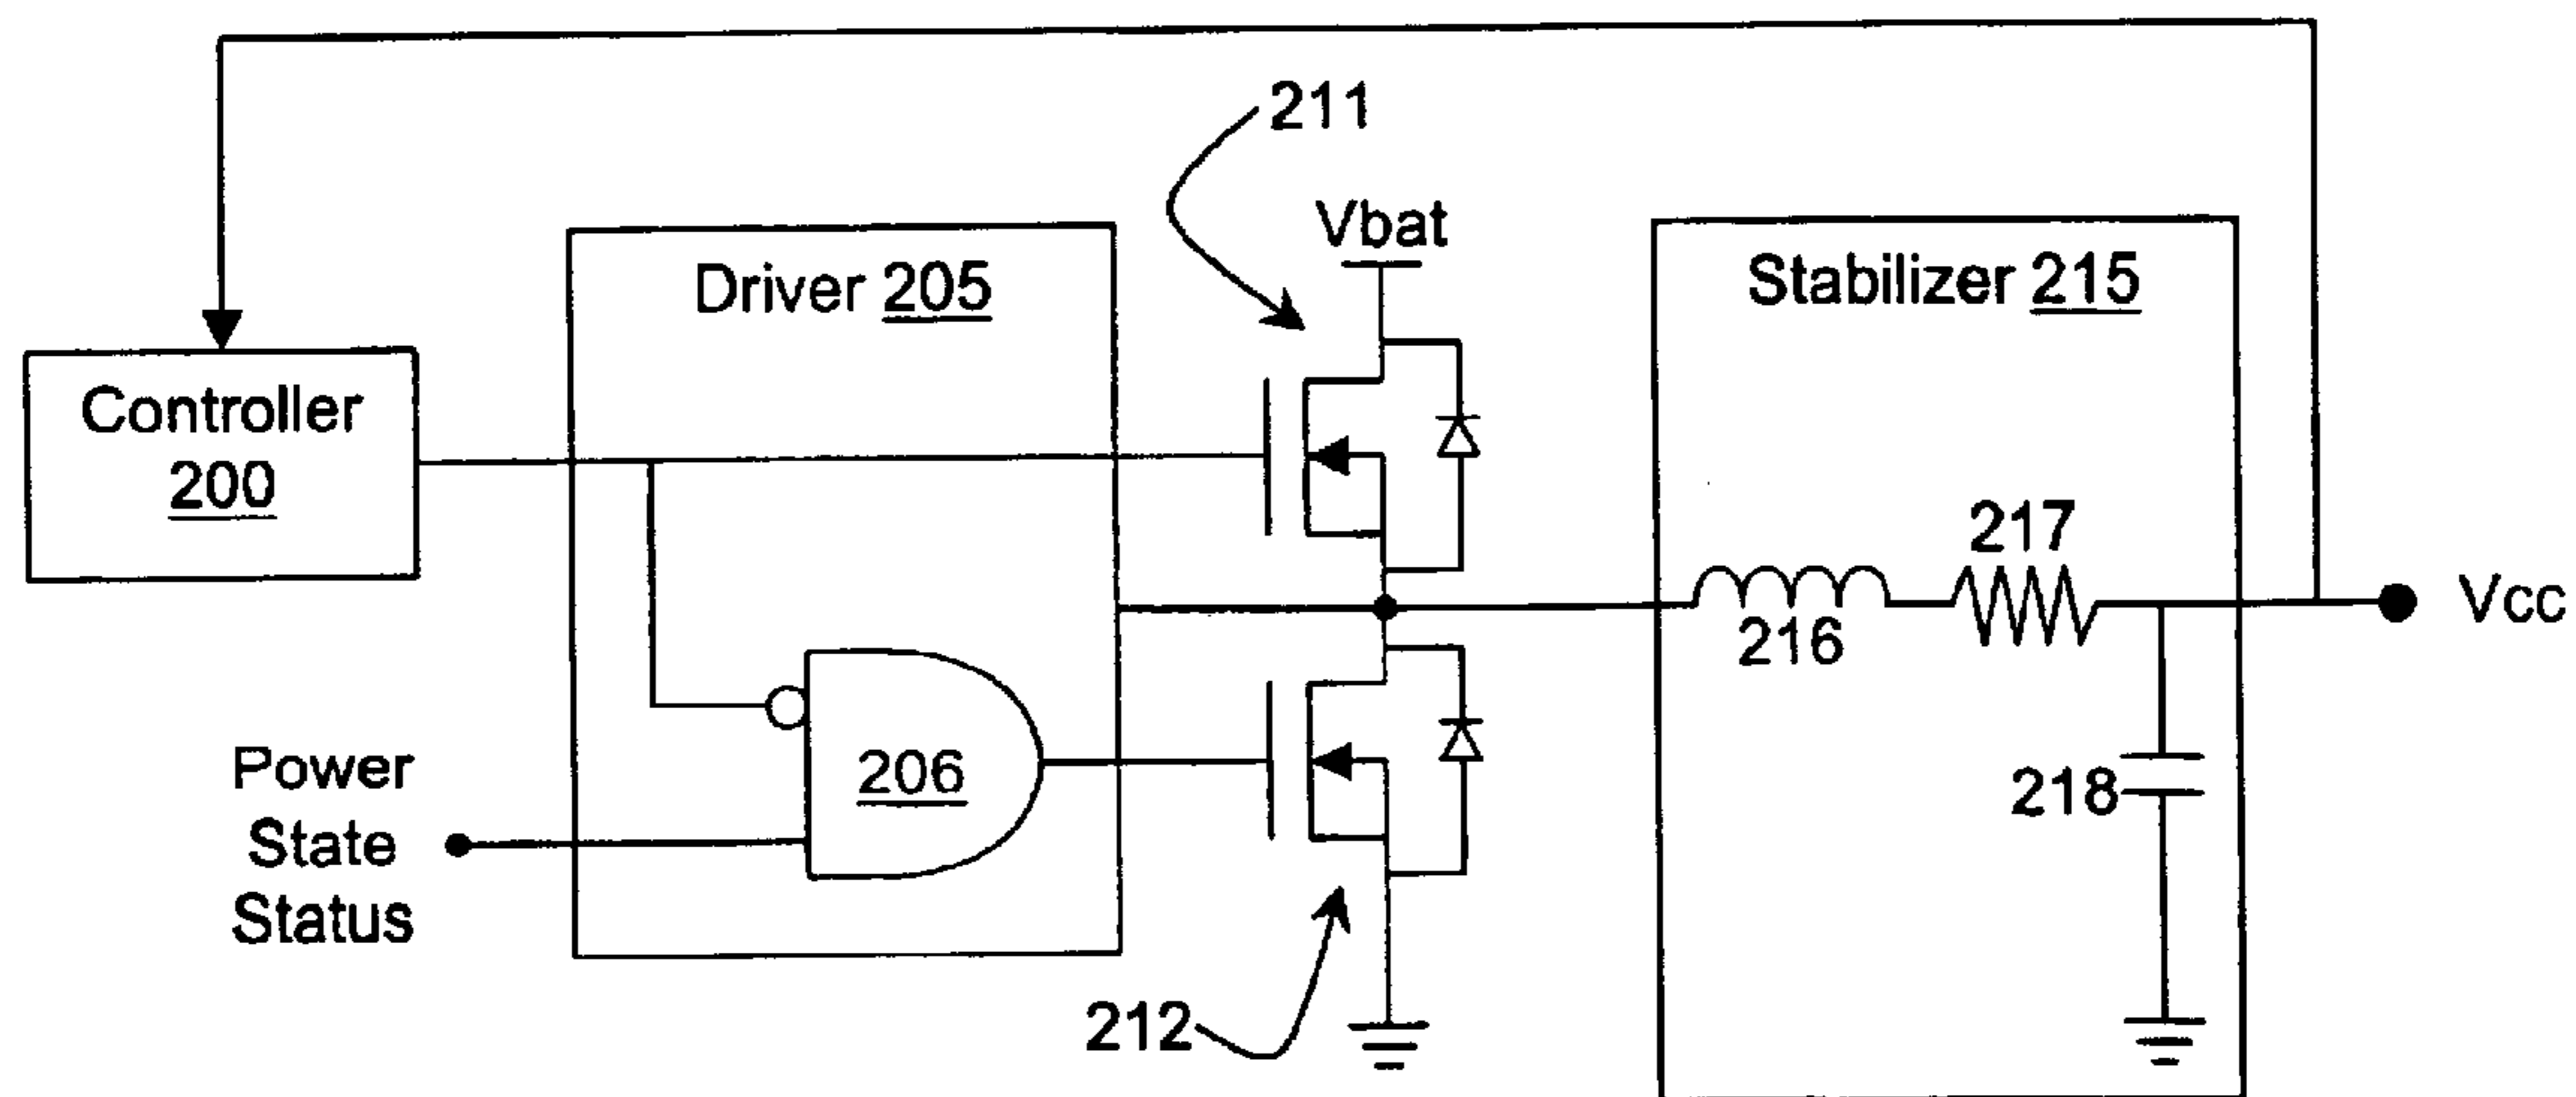 211
Vbat
Driver 205
Stabilizer 215
Controller
200
217
216
Vcc
206
Power
State
Status
218
212